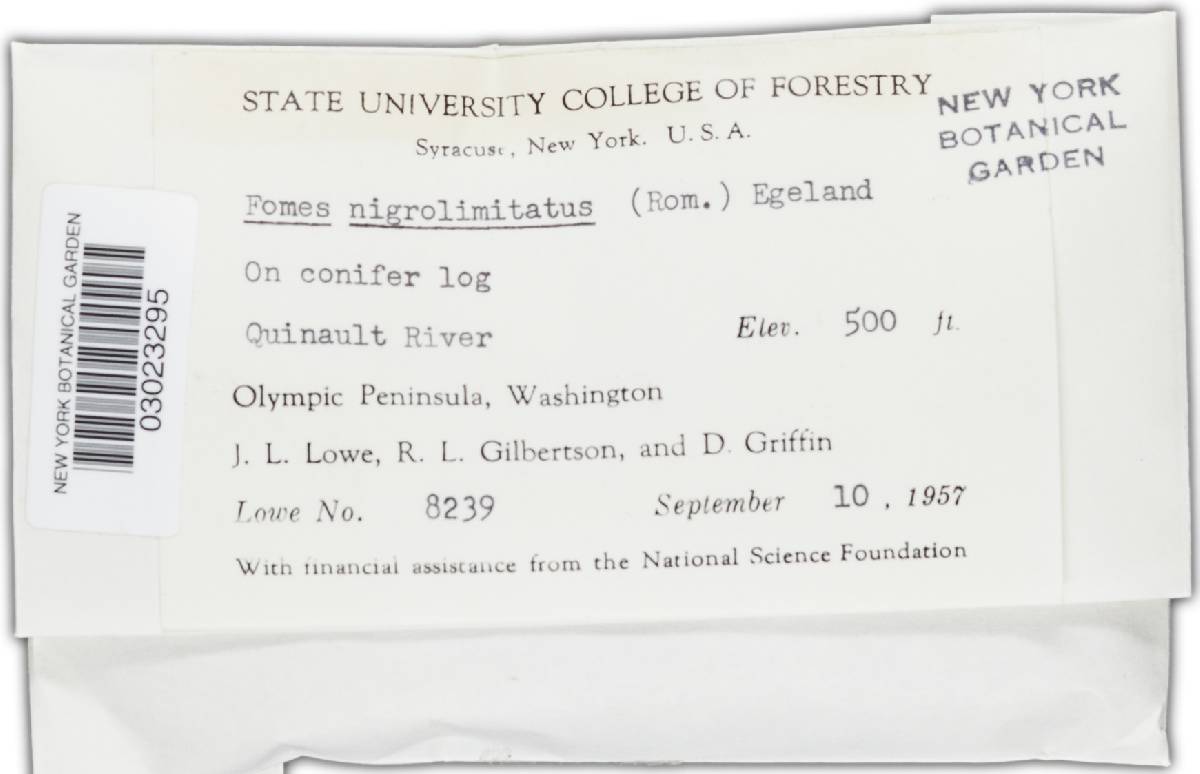 STATE UNIVERSITY COLLEGE OF FORESTRY
Syracuse, New York. U. S. A.
NEW YORK
BOTANICAL
GARDEN
Fomes nigrolimitatus (Rom.) Egeland
On conifer log
Quinault River Elev. 500 ft.
Olympic Peninsula, Washington
J. L. Lowe, R. L. Gilbertson, and D. Griffin
Lowe No. 8239 September 10, 1957
With financial assistance from the National Science Foundation
NEW YORK BOTANICAL GARDEN
03023295